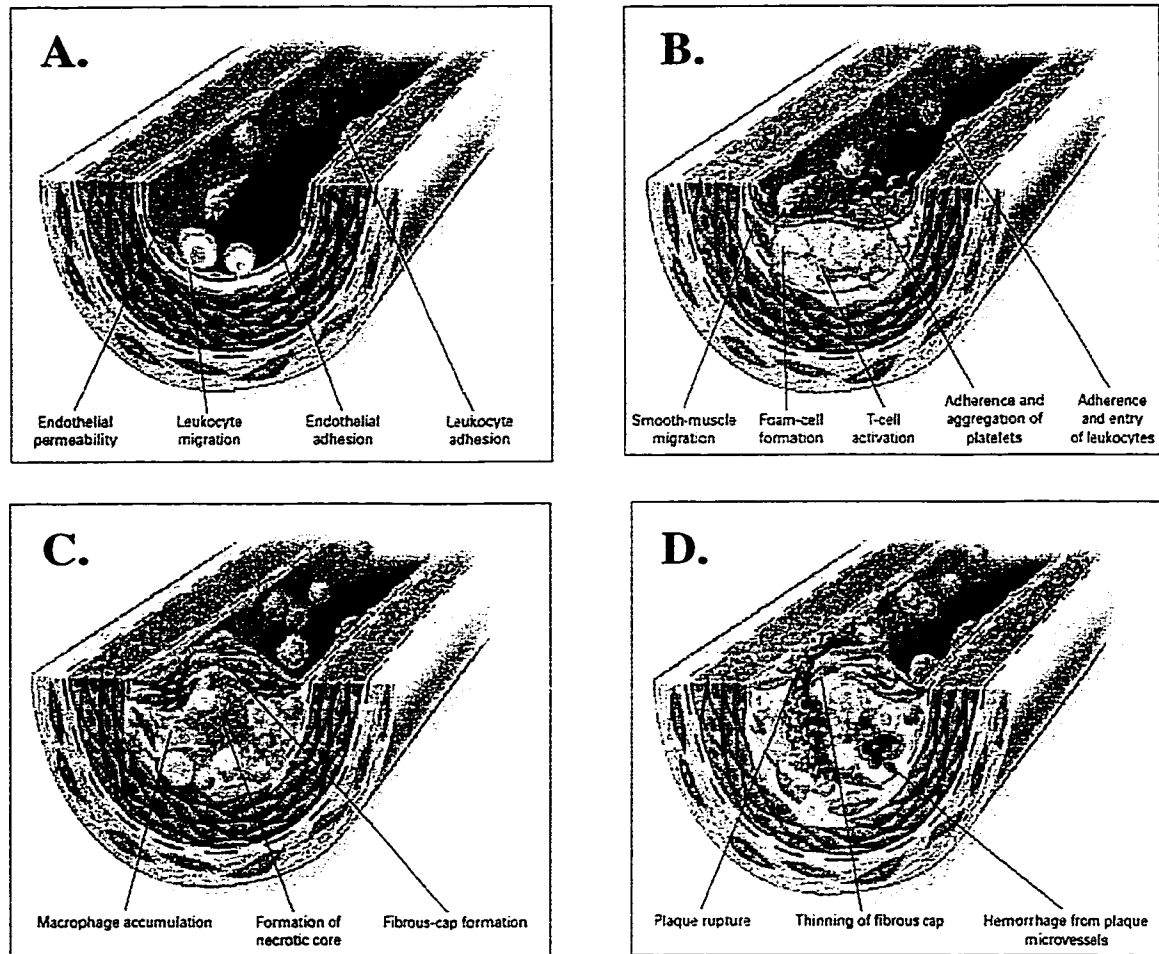 A.
Endothelial
permeability
Leukocyte
migration
Endothelial
adhesion
Leukocyte
adhesion
B.
Smooth-muscle
migration
Foam-cell
formation
T-cell
activation
Adherence and
aggregation of
platelets
Adherence
and entry
of leukocytes
C.
Macrophage accumulation
Formation of
necrotic core
Fibrous-cap formation
D.
Plaque rupture
Thinning of fibrous cap
Hemorrhage from plaque
microvessels